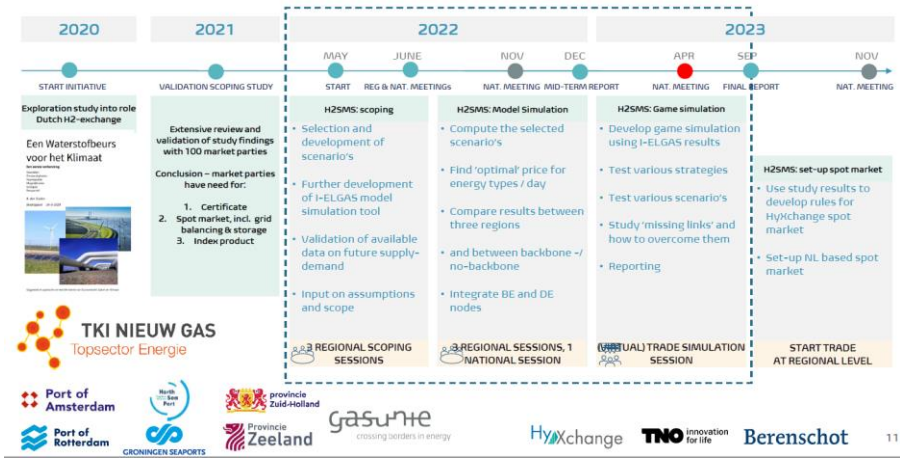 2020
2021
2022
2023
MAY
JUNE
NOV
DEC
APR
SEP
NOV
START INITIATIVE
VALIDATION SCOPING STUDY
START
REG & NAT. MEETINGs
NAT. MEETING
MID-TERM REPORT
NAT. MEETING
FINAL REPORT
NAT. MEETING
Exploration study into role
Dutch H2-exchange
Een Waterstofbeurs
voor het Klimaat
Extensive review and
validation of study findings
with 100 market parties
Conclusion – market parties
have need for:
1. Certificate
2. Spot market, incl. grid
balancing & storage
3. Index product
H2SMS: scoping
• Selection and
development of
scenario's
• Further development
of I-ELGAS model
simulation tool
• Validation of available
data on future supply-
demand
• Input on assumptions
and scope
3 REGIONAL SCOPING
SESSIONS
H2SMS: Model Simulation
• Compute the selected
scenario's
• Find 'optimal' price for
energy types / day
• Compare results between
three regions
• and between backbone -/
no-backbone
• Integrate BE and DE
nodes
3 REGIONAL SESSIONS, 1
NATIONAL SESSION
H2SMS: Game simulation
• Develop game simulation
using I-ELGAS results
• Test various strategies
• Test various scenario's
• Study 'missing links' and
how to overcome them
• Reporting
(VIRTUAL) TRADE SIMULATION
SESSION
H2SMS: set-up spot market
• Use study results to
develop rules for
HyXchange spot
market
• Set-up NL based spot
market
START TRADE
AT REGIONAL LEVEL
TKI NIEUW GAS
Topsector Energie
Port of
Amsterdam
North
Sea
Port
provincie
Zuid-Holland
gasunie
crossing borders in energy
Port of
Rotterdam
GRONINGEN SEAPORTS
Provincie
Zeeland
HyXchange
TNO innovation
for life
Berenschot
11